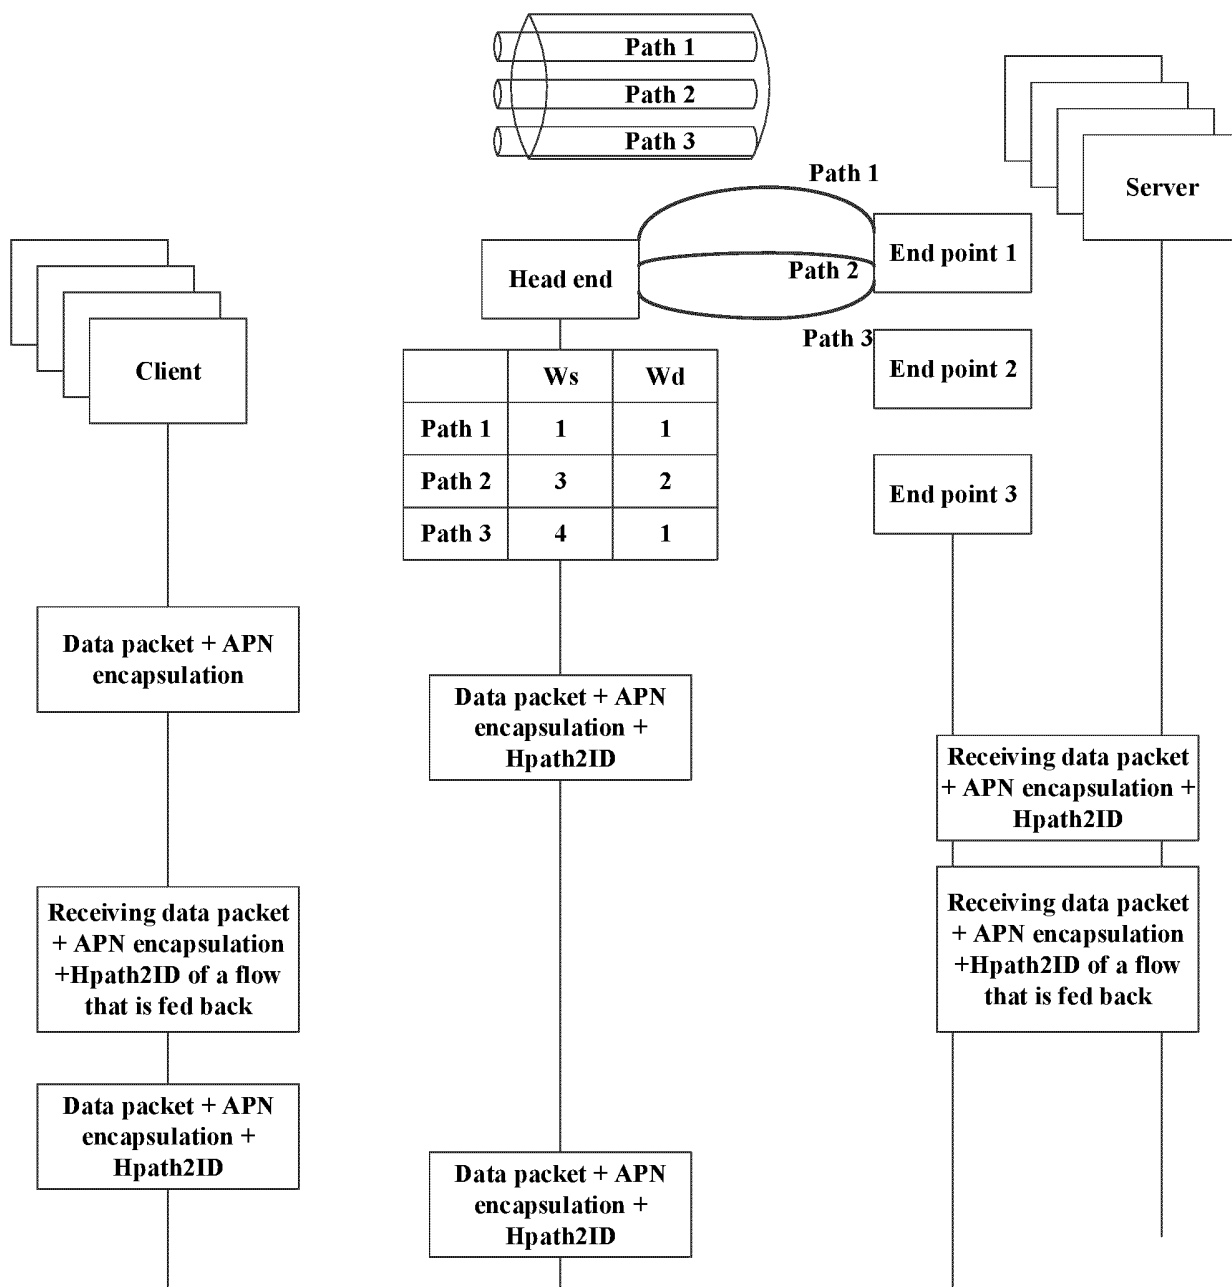 Path 1
Path 2
Path 3
Path 1
Server
End point 1
Path 2
Head end
Path 3
End point 2
Client
Ws Wd
Path 1 1 1
Path 2 3 2
Path 3 4 1
End point 3
Data packet + APN
encapsulation
Data packet + APN
encapsulation +
Hpath2ID
Receiving data packet
+ APN encapsulation +
Hpath2ID
Receiving data packet
+ APN encapsulation
+Hpath2ID of a flow
that is fed back
Receiving data packet
+ APN encapsulation
+Hpath2ID of a flow
that is fed back
Data packet + APN
encapsulation +
Hpath2ID
Data packet + APN
encapsulation +
Hpath2ID